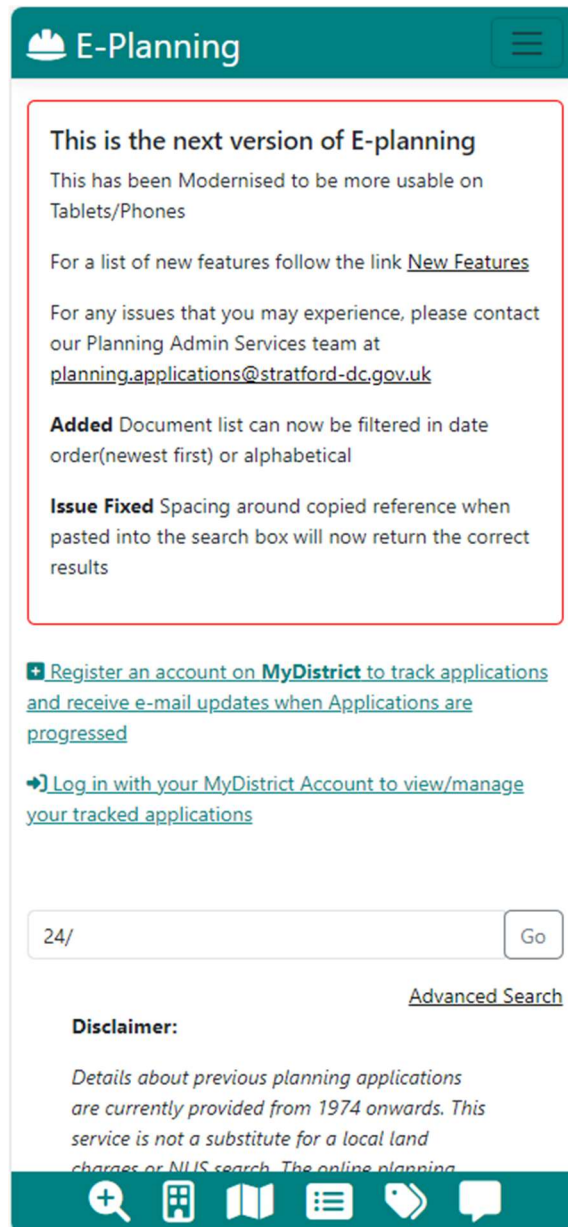 E-Planning
This is the next version of E-planning
This has been Modernised to be more usable on
Tablets/Phones
For a list of new features follow the link New Features
For any issues that you may experience, please contact
our Planning Admin Services team at
planning.applications@stratford-dc.gov.uk
Added Document list can now be filtered in date
order(newest first) or alphabetical
Issue Fixed Spacing around copied reference when
pasted into the search box will now return the correct
results
Register an account on MyDistrict to track applications
and receive e-mail updates when Applications are
progressed
Log in with your MyDistrict Account to view/manage
your tracked applications
24/
Go
Advanced Search
Disclaimer:
Details about previous planning applications
are currently provided from 1974 onwards. This
service is not a substitute for a local land
charges or NLIS search. The online planning